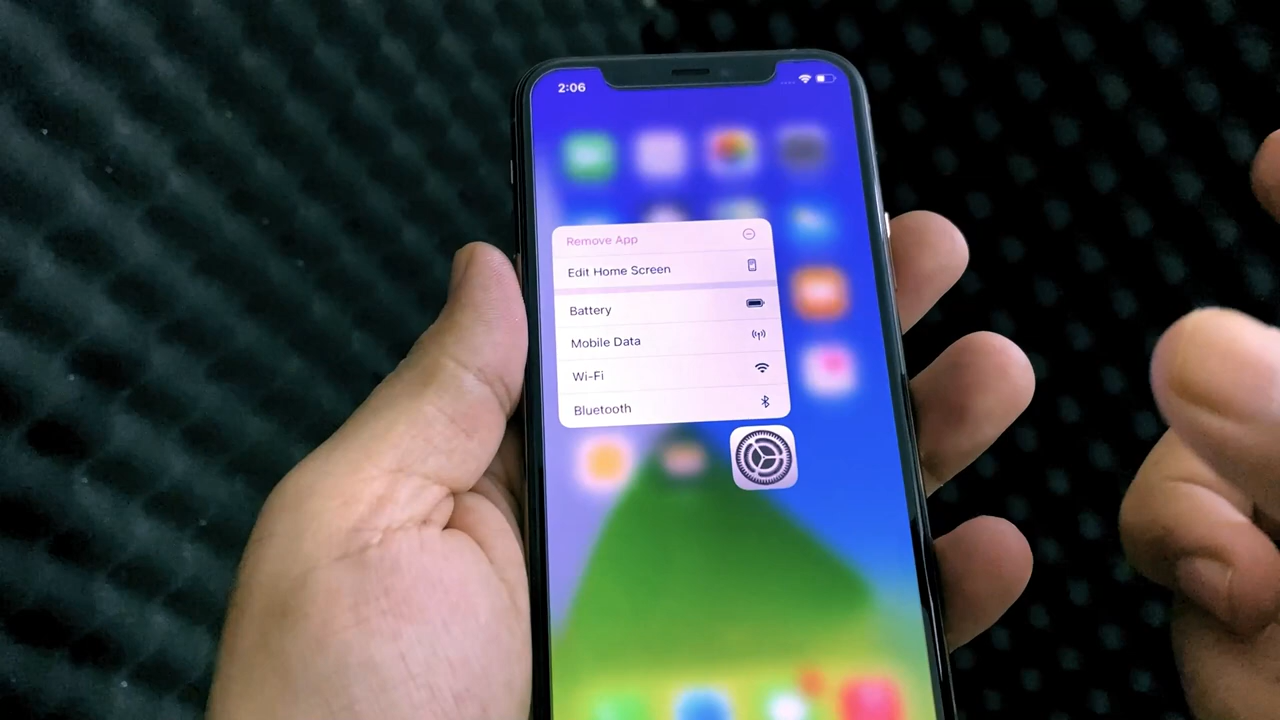 2:06
Remove App
Edit Home Screen
Battery
Mobile Data
Wi-Fi
Bluetooth